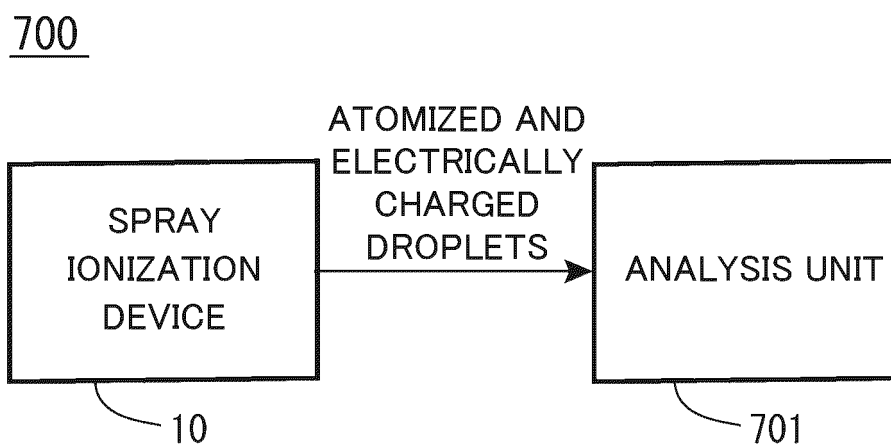 700
ATOMIZED AND
ELECTRICALLY
CHARGED
DROPLETS
SPRAY
IONIZATION
DEVICE
ANALYSIS UNIT
10
701